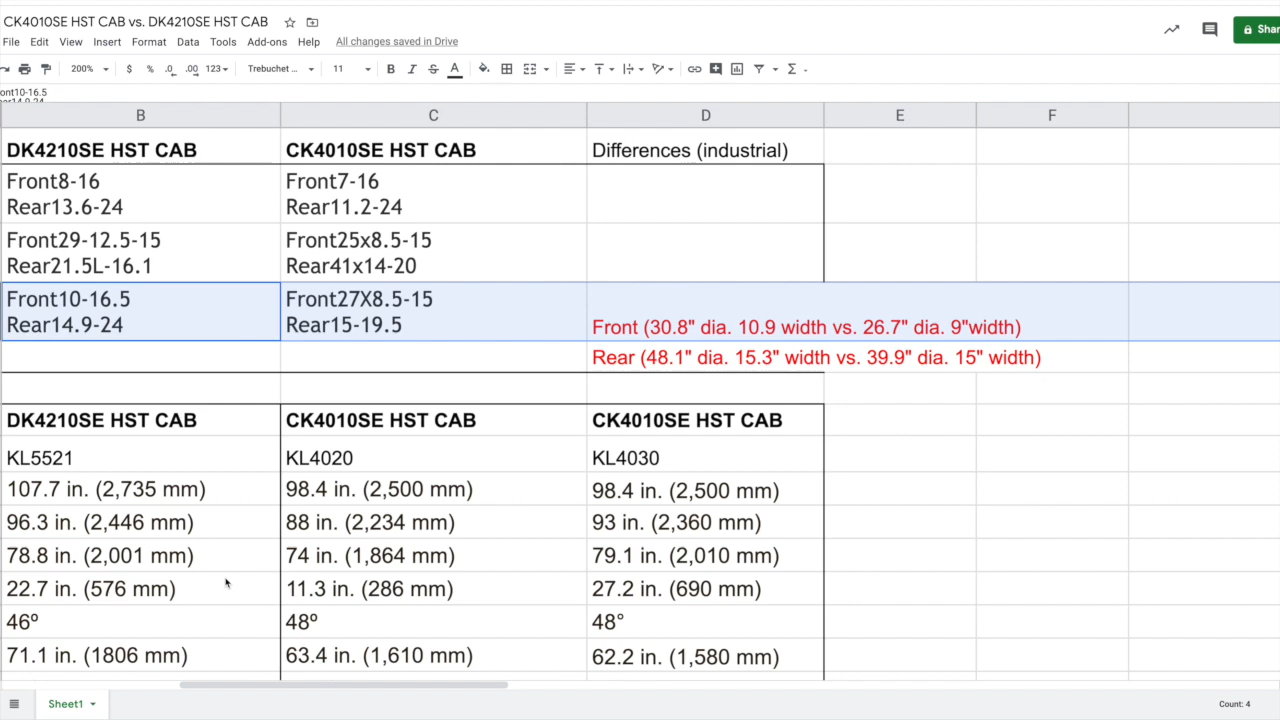 CK4010SE HST CAB vs. DK4210SE HST CAB
File Edit View Insert Format Data Tools Add-ons Help All changes saved in Drive
200% $ % .0 .00 123 Trebuchet ... 11 B I S A Σ
ont10-16.5
B C D E F
DK4210SE HST CAB CK4010SE HST CAB Differences (industrial)
Front8-16 Front7-16
Rear13.6-24 Rear11.2-24
Front29-12.5-15 Front25x8.5-15
Rear21.5L-16.1 Rear41x14-20
Front10-16.5 Front27X8.5-15
Rear14.9-24 Rear15-19.5 Front (30.8" dia. 10.9 width vs. 26.7" dia. 9"width)
Rear (48.1" dia. 15.3" width vs. 39.9" dia. 15" width)
DK4210SE HST CAB CK4010SE HST CAB CK4010SE HST CAB
KL5521 KL4020 KL4030
107.7 in. (2,735 mm) 98.4 in. (2,500 mm) 98.4 in. (2,500 mm)
96.3 in. (2,446 mm) 88 in. (2,234 mm) 93 in. (2,360 mm)
78.8 in. (2,001 mm) 74 in. (1,864 mm) 79.1 in. (2,010 mm)
22.7 in. (576 mm) 11.3 in. (286 mm) 27.2 in. (690 mm)
46º 48º 48°
71.1 in. (1806 mm) 63.4 in. (1,610 mm) 62.2 in. (1,580 mm)
Sheet1 Count: 4
Shar